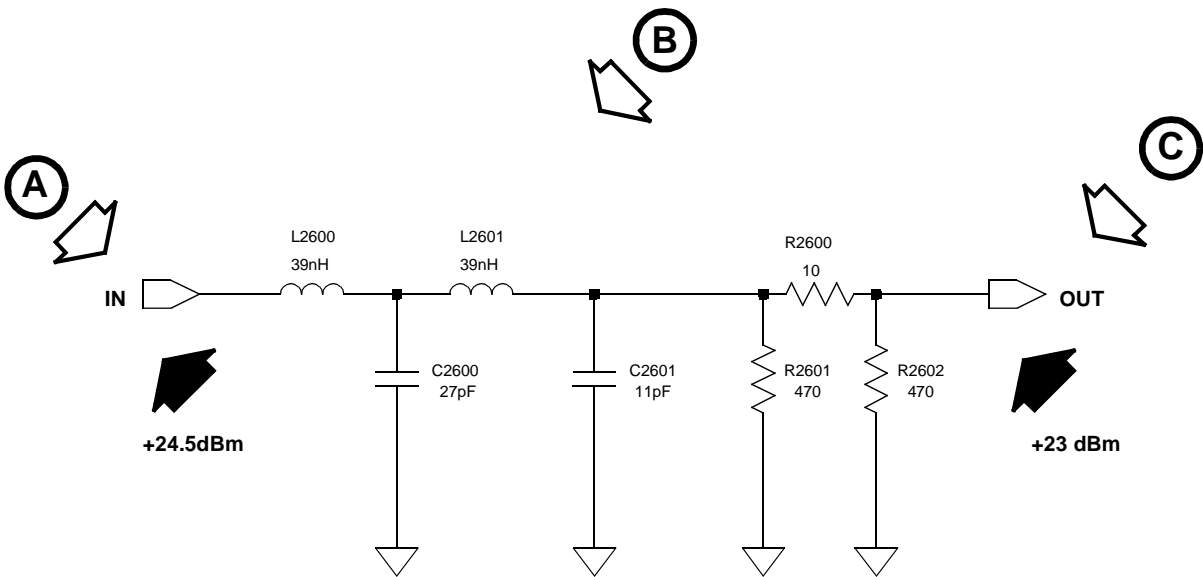 B
C
A
L2600
39nH
L2601
39nH
R2600
10
IN
OUT
C2600
27pF
C2601
11pF
R2601
470
R2602
470
+24.5dBm
+23 dBm